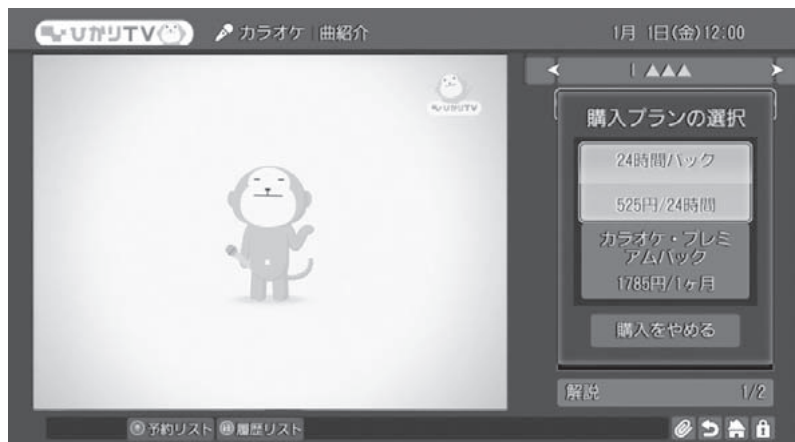 ひかりTV
カラオケ 曲紹介
1月 1日(金)12:00
ひかりTV
購入プランの選択
24時間パック
525円/24時間
カラオケ・プレミ
アムパック
1785円/1ヶ月
購入をやめる
解説 1/2
予約リスト 履歴リスト